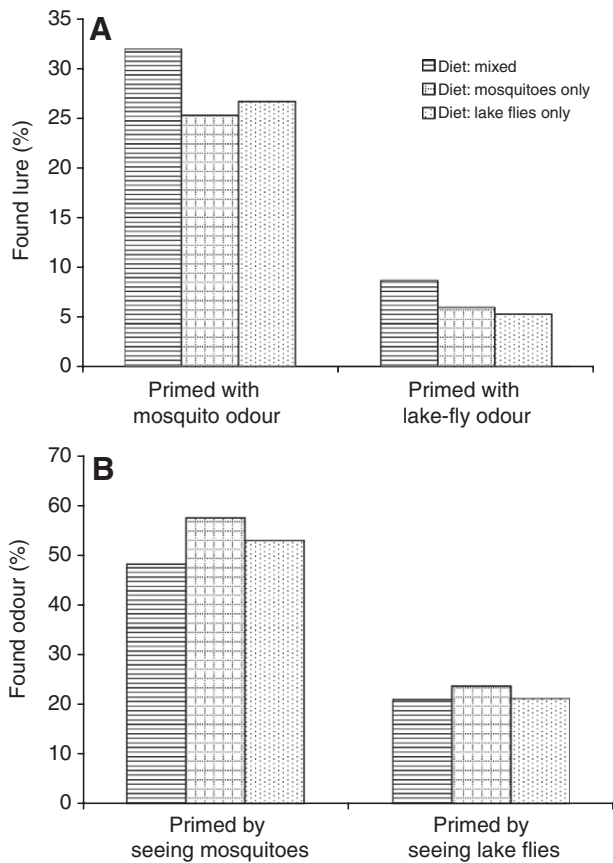 A
35
30
25
20
15
10
5
0
Found lure (%)
Diet: mixed
Diet: mosquitoes only
Diet: lake flies only
Primed with
mosquito odour
Primed with
lake-fly odour
B
70
60
50
40
30
20
10
0
Found odour (%)
Primed by
seeing mosquitoes
Primed by
seeing lake flies